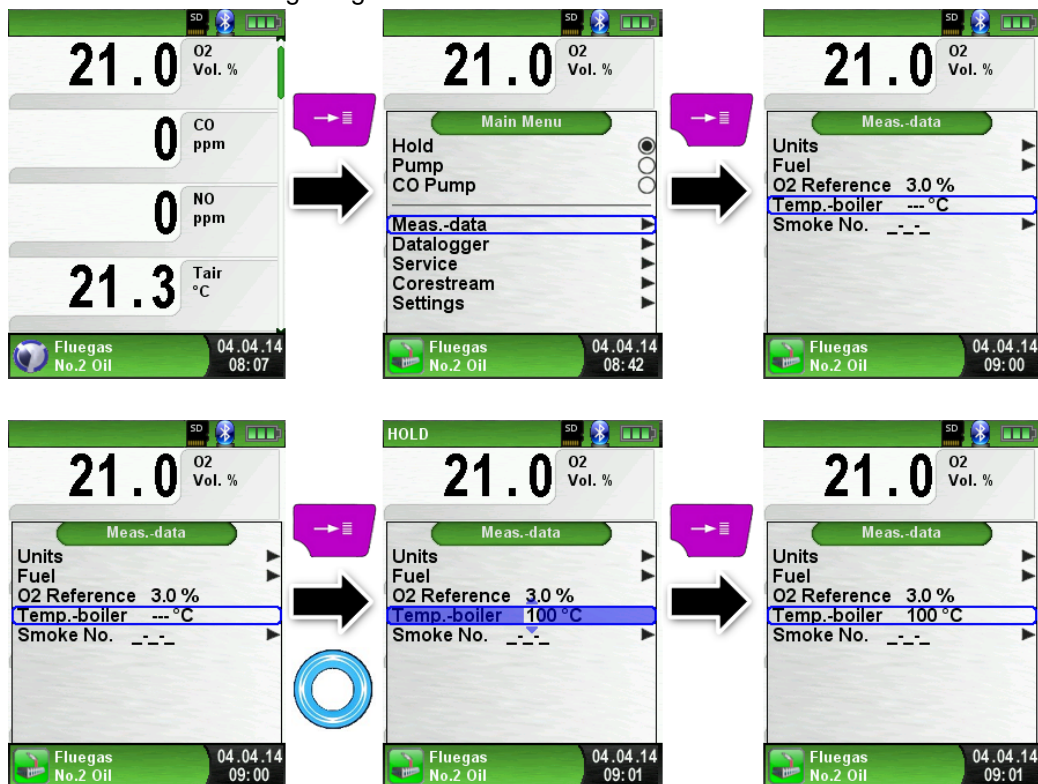 SD
21.0 O2 Vol. %
0 CO ppm
0 NO ppm
21.3 Tair °C
Fluegas 04.04.14
No.2 Oil 08:07
SD
21.0 O2 Vol. %
Main Menu
Hold
Pump
CO Pump
Meas.-data
Datalogger
Service
Corestream
Settings
Fluegas 04.04.14
No.2 Oil 08:42
SD
21.0 O2 Vol. %
Meas.-data
Units
Fuel
O2 Reference 3.0 %
Temp.-boiler --- °C
Smoke No. _-_-_
Fluegas 04.04.14
No.2 Oil 09:00
SD
21.0 O2 Vol. %
Meas.-data
Units
Fuel
O2 Reference 3.0 %
Temp.-boiler --- °C
Smoke No. _-_-_
Fluegas 04.04.14
No.2 Oil 09:00
HOLD SD
21.0 O2 Vol. %
Meas.-data
Units
Fuel
O2 Reference 3.0 %
Temp.-boiler 100 °C
Smoke No. _-_-_
Fluegas 04.04.14
No.2 Oil 09:01
SD
21.0 O2 Vol. %
Meas.-data
Units
Fuel
O2 Reference 3.0 %
Temp.-boiler 100 °C
Smoke No. _-_-_
Fluegas 04.04.14
No.2 Oil 09:01